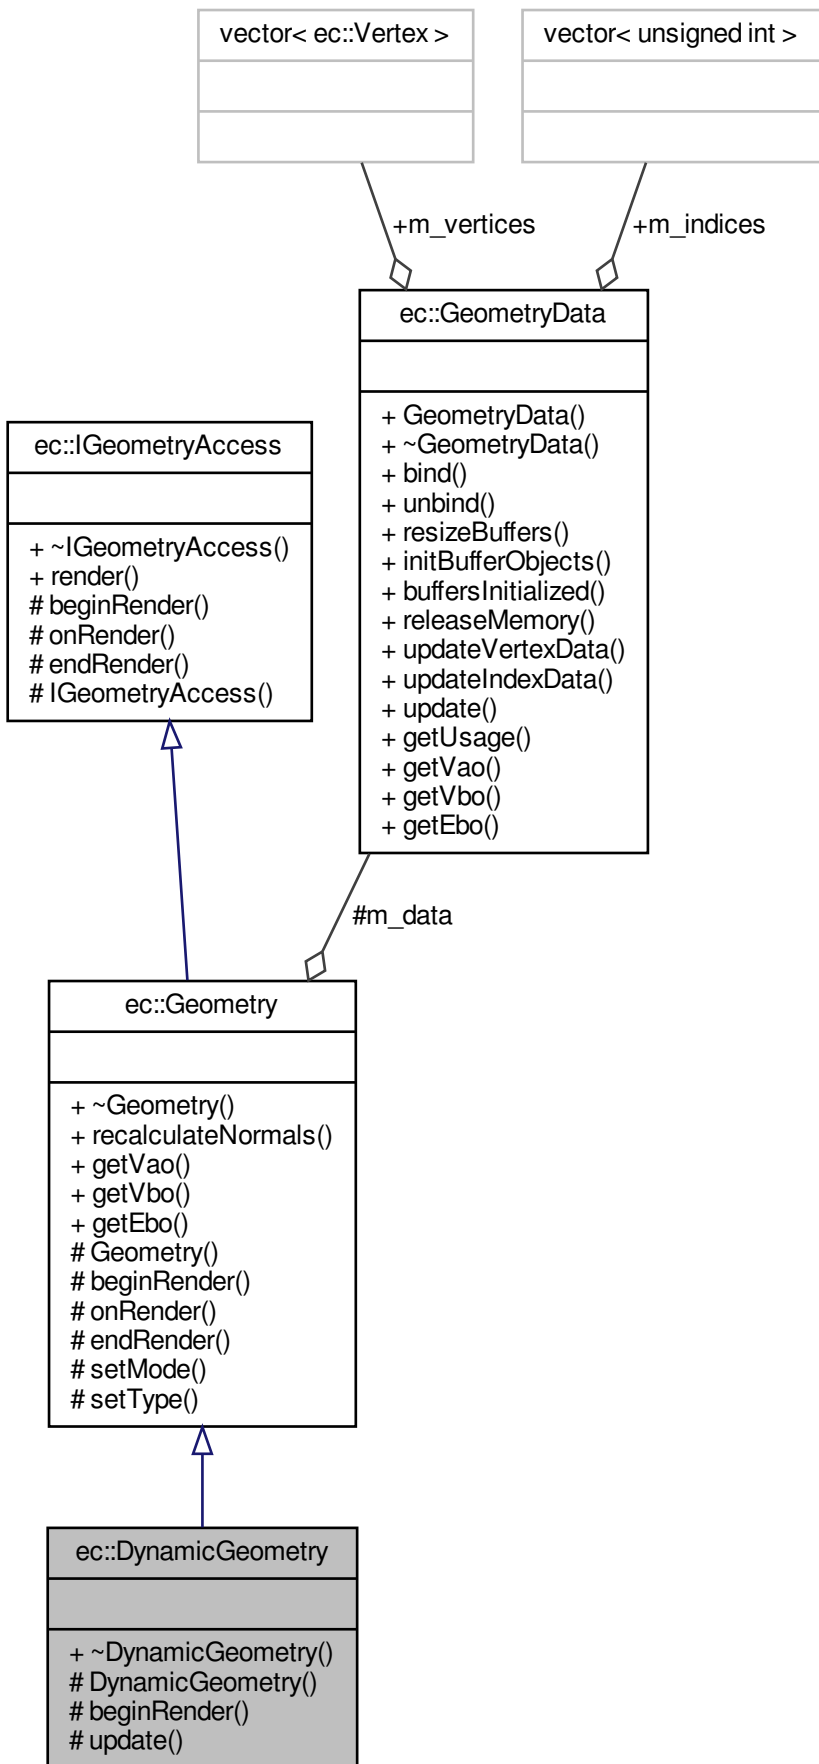 vector< ec::Vertex >
vector< unsigned int >
+m_vertices
+m_indices
ec::GeometryData
+ GeometryData()
+ ~GeometryData()
+ bind()
+ unbind()
+ resizeBuffers()
+ initBufferObjects()
+ buffersInitialized()
+ releaseMemory()
+ updateVertexData()
+ updateIndexData()
+ update()
+ getUsage()
+ getVao()
+ getVbo()
+ getEbo()
ec::IGeometryAccess
+ ~IGeometryAccess()
+ render()
# beginRender()
# onRender()
# endRender()
# IGeometryAccess()
#m_data
ec::Geometry
+ ~Geometry()
+ recalculateNormals()
+ getVao()
+ getVbo()
+ getEbo()
# Geometry()
# beginRender()
# onRender()
# endRender()
# setMode()
# setType()
ec::DynamicGeometry
+ ~DynamicGeometry()
# DynamicGeometry()
# beginRender()
# update()